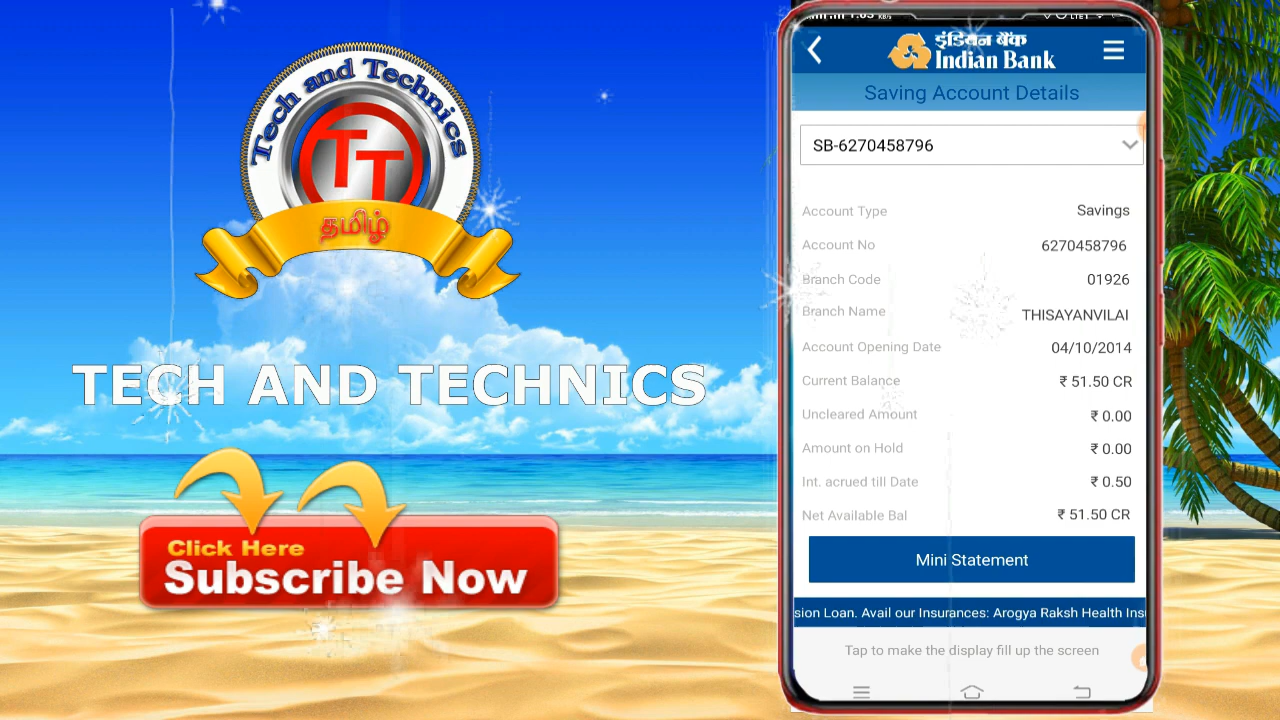 Tech and Technics
TT
தமிழ்
TECH AND TECHNICS
Click Here
Subscribe Now
इंडियन बैंक
Indian Bank
Saving Account Details
SB-6270458796
Account Type Savings
Account No 6270458796
Branch Code 01926
Branch Name THISAYANVILAI
Account Opening Date 04/10/2014
Current Balance ₹ 51.50 CR
Uncleared Amount ₹ 0.00
Amount on Hold ₹ 0.00
Int. acrued till Date ₹ 0.50
Net Available Bal ₹ 51.50 CR
Mini Statement
sion Loan. Avail our Insurances: Arogya Raksh Health Ins
Tap to make the display fill up the screen